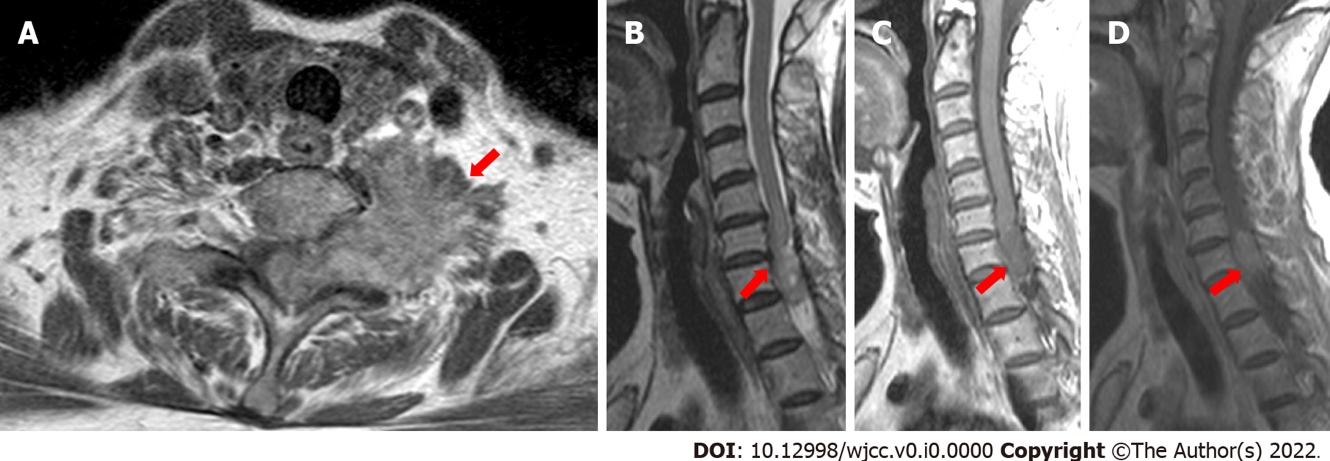 A
B
C
D
DOI: 10.12998/wjcc.v0.i0.0000 Copyright ©The Author(s) 2022.